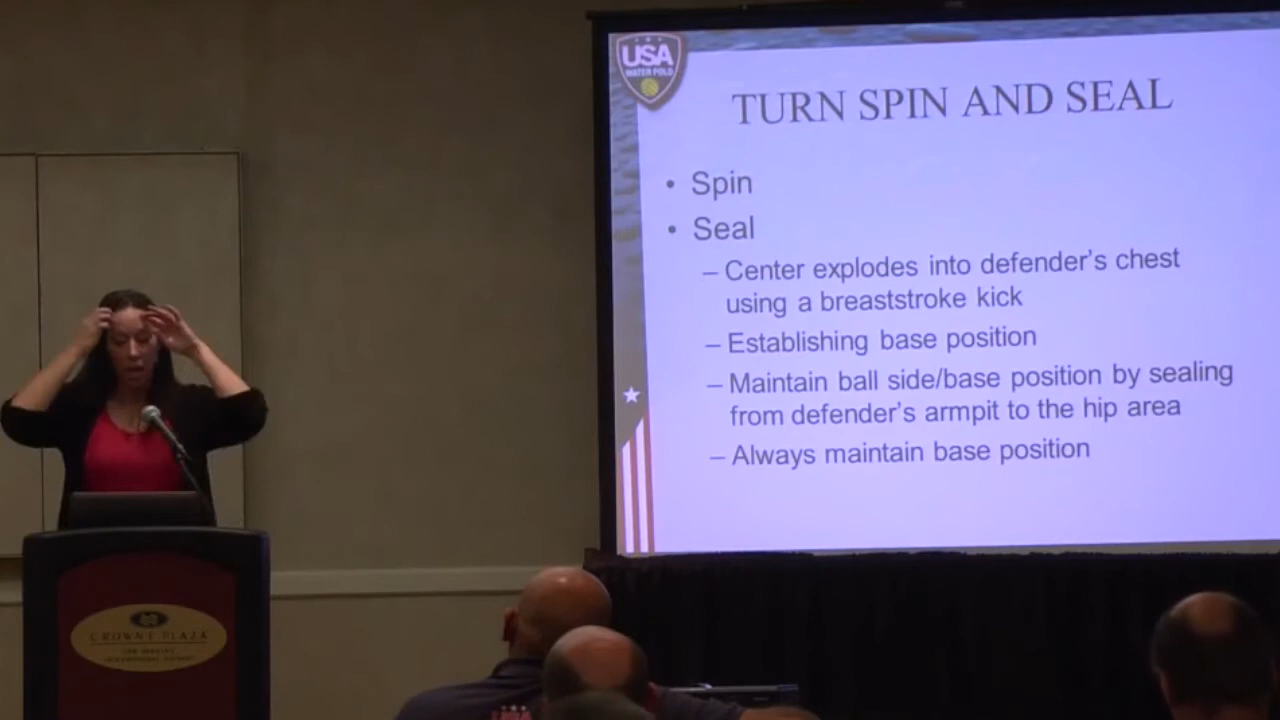 USA
WATER POLO
TURN SPIN AND SEAL
• Spin
• Seal
– Center explodes into defender's chest
using a breaststroke kick
– Establishing base position
– Maintain ball side/base position by sealing
from defender's armpit to the hip area
– Always maintain base position
CROWNE PLAZA
USA